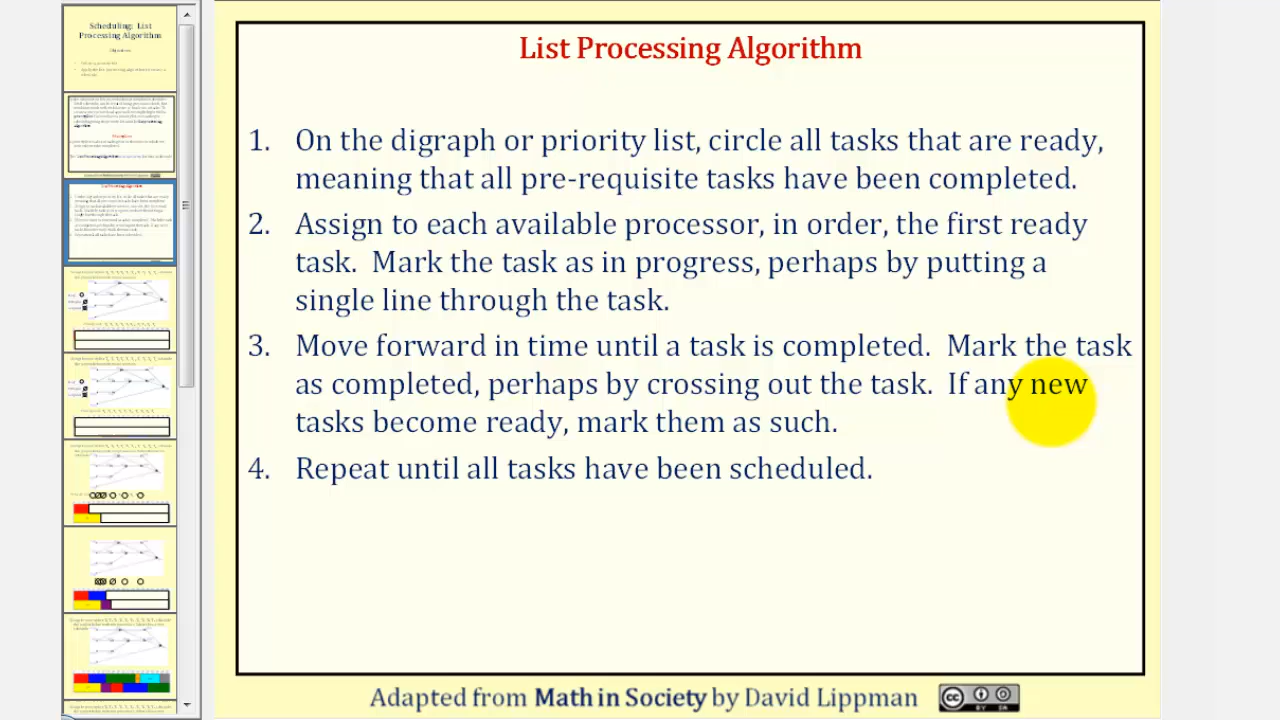 Scheduling: List
Processing Algorithm
List Processing Algorithm
1. On the digraph or priority list, circle all tasks that are ready,
meaning that all pre-requisite tasks have been completed.
2. Assign to each available processor, in order, the first ready
task. Mark the task as in progress, perhaps by putting a
single line through the task.
3. Move forward in time until a task is completed. Mark the task
as completed, perhaps by crossing out the task. If any new
tasks become ready, mark them as such.
4. Repeat until all tasks have been scheduled.
Adapted from Math in Society by David Lippman
CC
BY SA